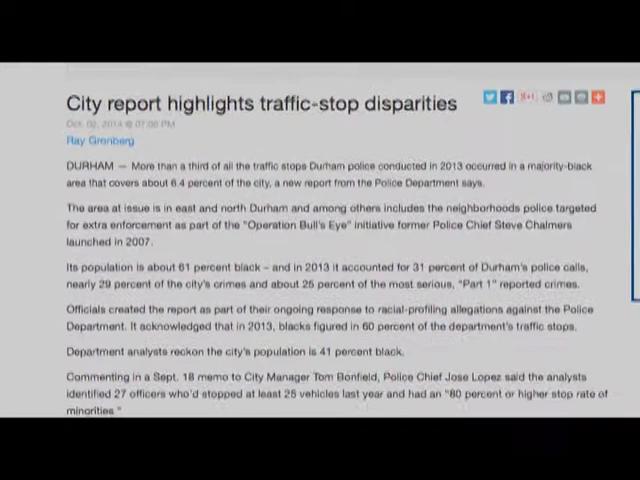 City report highlights traffic-stop disparities
Oct. 02, 2014 @ 07:08 PM
Ray Gronberg
DURHAM — More than a third of all the traffic stops Durham police conducted in 2013 occurred in a majority-black
area that covers about 6.4 percent of the city, a new report from the Police Department says.
The area at issue is in east and north Durham and among others includes the neighborhoods police targeted
for extra enforcement as part of the "Operation Bull's Eye" initiative former Police Chief Steve Chalmers
launched in 2007.
Its population is about 61 percent black – and in 2013 it accounted for 31 percent of Durham's police calls,
nearly 29 percent of the city's crimes and about 25 percent of the most serious, "Part 1" reported crimes.
Officials created the report as part of their ongoing response to racial-profiling allegations against the Police
Department. It acknowledged that in 2013, blacks figured in 60 percent of the department's traffic stops.
Department analysts reckon the city's population is 41 percent black.
Commenting in a Sept. 18 memo to City Manager Tom Bonfield, Police Chief Jose Lopez said the analysts
identified 27 officers who'd stopped at least 25 vehicles last year and had an "80 percent or higher stop rate of
minorities."